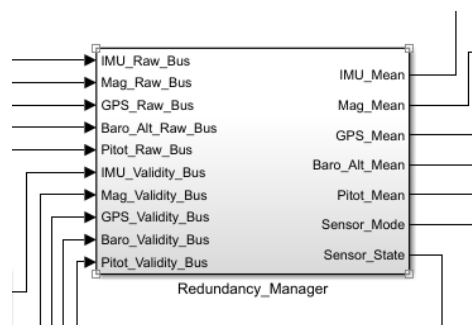 IMU_Raw_Bus
Mag_Raw_Bus
GPS_Raw_Bus
Baro_Alt_Raw_Bus
Pitot_Raw_Bus
IMU_Validity_Bus
Mag_Validity_Bus
GPS_Validity_Bus
Baro_Validity_Bus
Pitot_Validity_Bus
IMU_Mean
Mag_Mean
GPS_Mean
Baro_Alt_Mean
Pitot_Mean
Sensor_Mode
Sensor_State
Redundancy_Manager